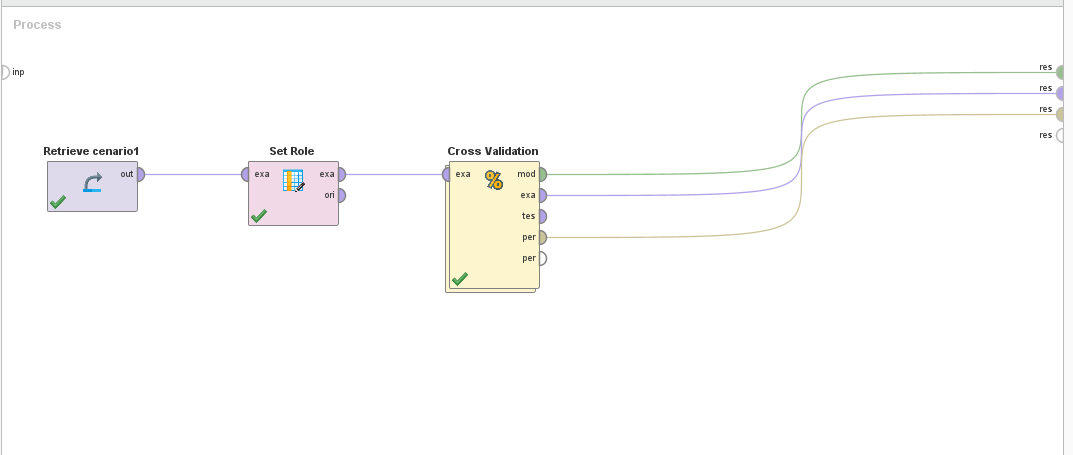 Process
inp
res
res
res
res
Retrieve cenario1
out
Set Role
exa
exa
ori
Cross Validation
exa
mod
exa
tes
per
per